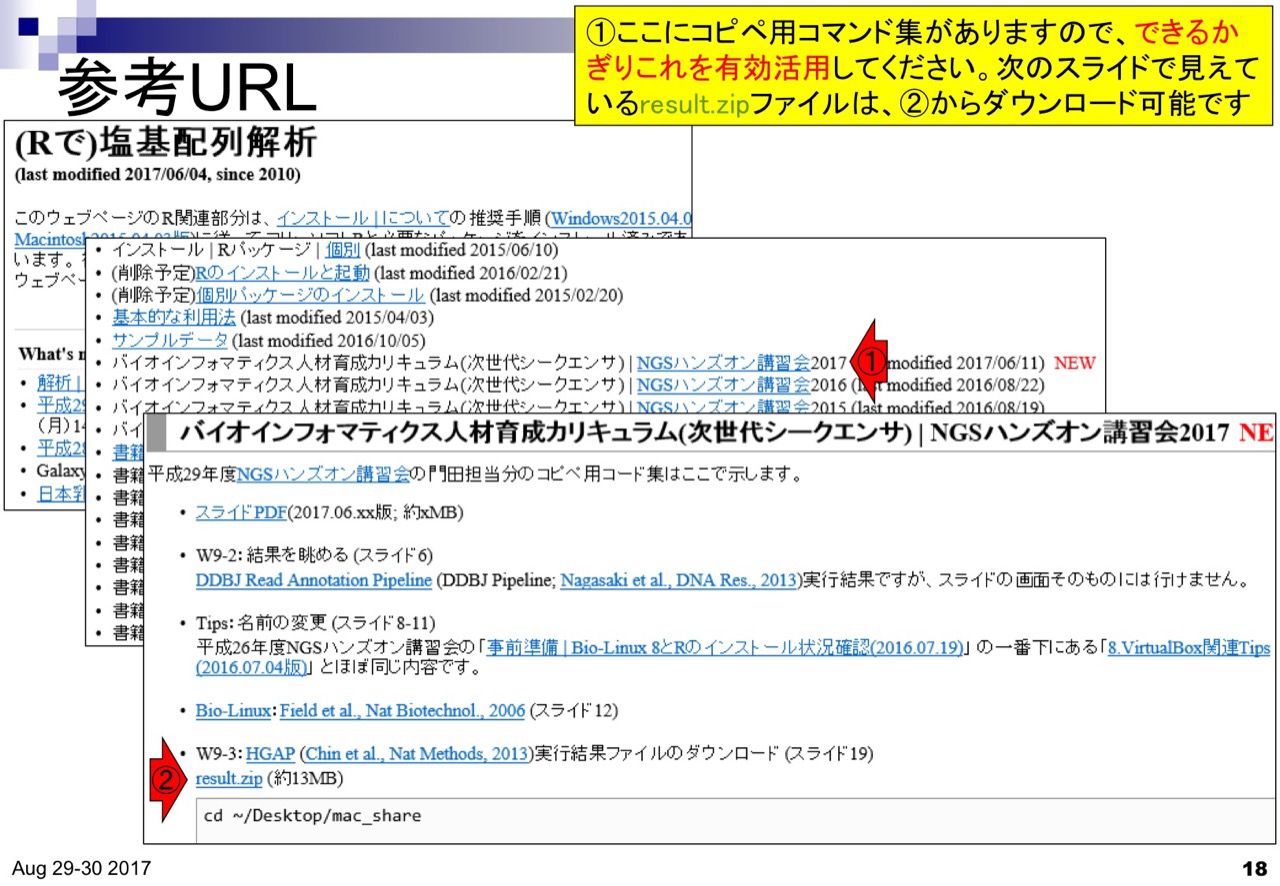 ①ここにコピペ用コマンド集がありますので、できるか
ぎりこれを有効活用してください。次のスライドで見えて
いるresult.zipファイルは、②からダウンロード可能です
参考URL
(Rで)塩基配列解析
(last modified 2017/06/04, since 2010)
このウェブページのR関連部分は、インストール | についての推奨手順 (Windows2015.04.0
Macintosh
います。
ウェブペー
What's n
• 解析 |
• 平成29
(月)14
• 平成28
• Galaxy
• 日本乳
• インストール | Rパッケージ | 個別 (last modified 2015/06/10)
• (削除予定)Rのインストールと起動 (last modified 2016/02/21)
• (削除予定)個別パッケージのインストール (last modified 2015/02/20)
• 基本的な利用法 (last modified 2015/04/03)
• サンプルデータ (last modified 2016/10/05)
• バイオインフォマティクス人材育成カリキュラム(次世代シークエンサ) | NGSハンズオン講習会2017 ① modified 2017/06/11) NEW
• バイオインフォマティクス人材育成カリキュラム(次世代シークエンサ) | NGSハンズオン講習会2016 (last modified 2016/08/22)
• バイオインフォマティクス人材育成カリキュラム(次世代シークエンサ) | NGSハンズオン講習会2015 (last modified 2016/08/19)
• バイ
• 書籍
• 書籍
• 書籍
• 書籍
• 書籍
• 書籍
• 書籍
• 書籍
• 書籍
バイオインフォマティクス人材育成カリキュラム(次世代シークエンサ) | NGSハンズオン講習会2017 NE
平成29年度NGSハンズオン講習会の門田担当分のコピペ用コード集はここで示します。
• スライドPDF(2017.06.xx版; 約xMB)
• W9-2: 結果を眺める (スライド6)
DDBJ Read Annotation Pipeline (DDBJ Pipeline; Nagasaki et al., DNA Res., 2013)実行結果ですが、スライドの画面そのものには行けません。
• Tips: 名前の変更 (スライド8-11)
平成26年度NGSハンズオン講習会の「事前準備 | Bio-Linux 8とRのインストール状況確認(2016.07.19)」の一番下にある「8.VirtualBox関連Tips
(2016.07.04版)」とほぼ同じ内容です。
• Bio-Linux: Field et al., Nat Biotechnol., 2006 (スライド12)
• W9-3: HGAP (Chin et al., Nat Methods, 2013)実行結果ファイルのダウンロード (スライド19)
② result.zip (約13MB)
cd ~/Desktop/mac_share
Aug 29-30 2017
18